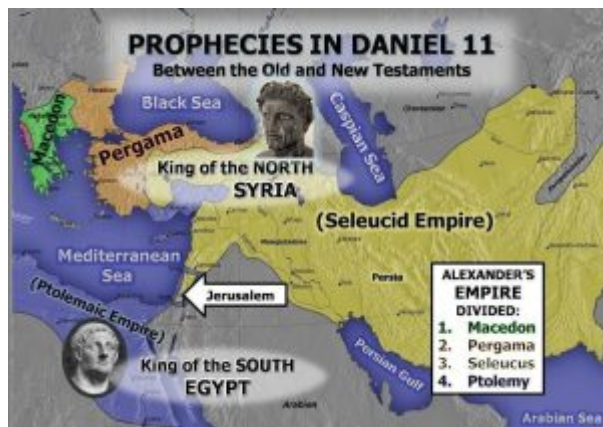 PROPHECIES IN DANIEL 11
Between the Old and New Testaments
Black Sea
Caspian Sea
Macedon
Pergama
King of the NORTH
SYRIA
(Seleucid Empire)
Mediterranean
Sea
(Ptolemaic Empire)
Jerusalem
Persia
ALEXANDER'S
EMPIRE
DIVIDED:
1. Macedon
2. Pergama
3. Seleucus
4. Ptolemy
King of the SOUTH
EGYPT
Persian Gulf
Arabian
Arabian Sea